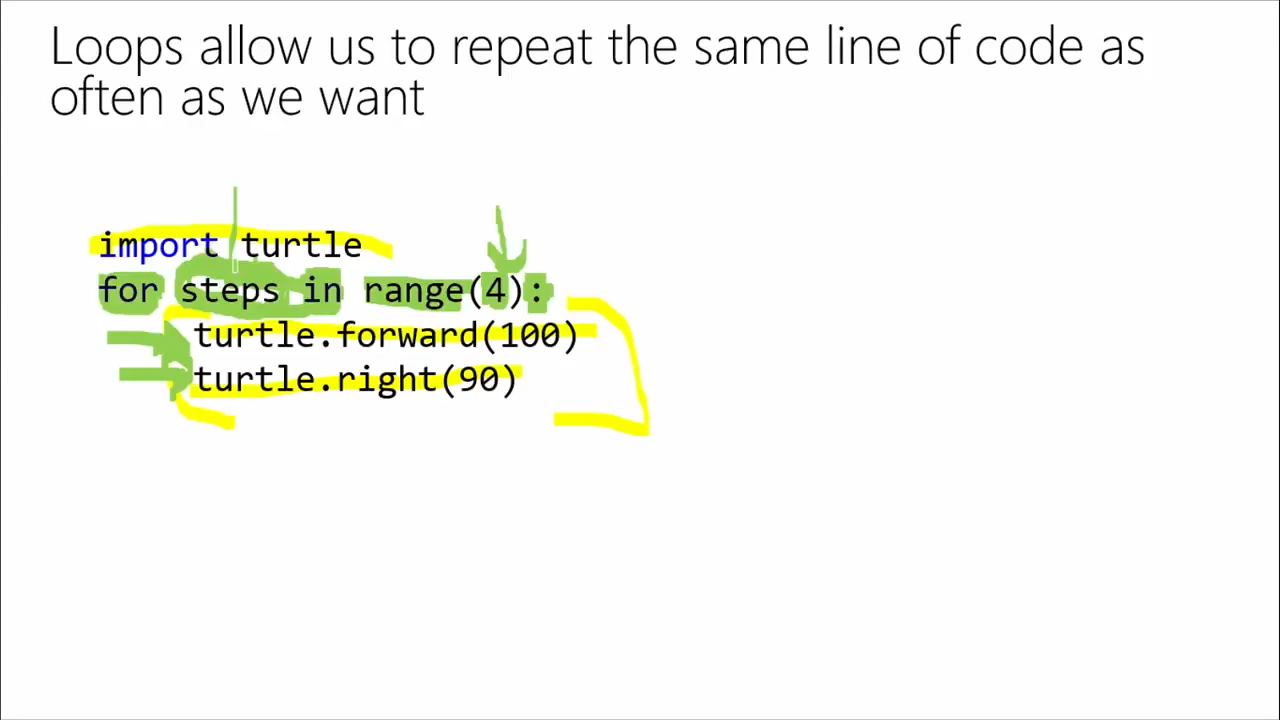 Loops allow us to repeat the same line of code as
often as we want
import turtle
for steps in range(4):
turtle.forward(100)
turtle.right(90)